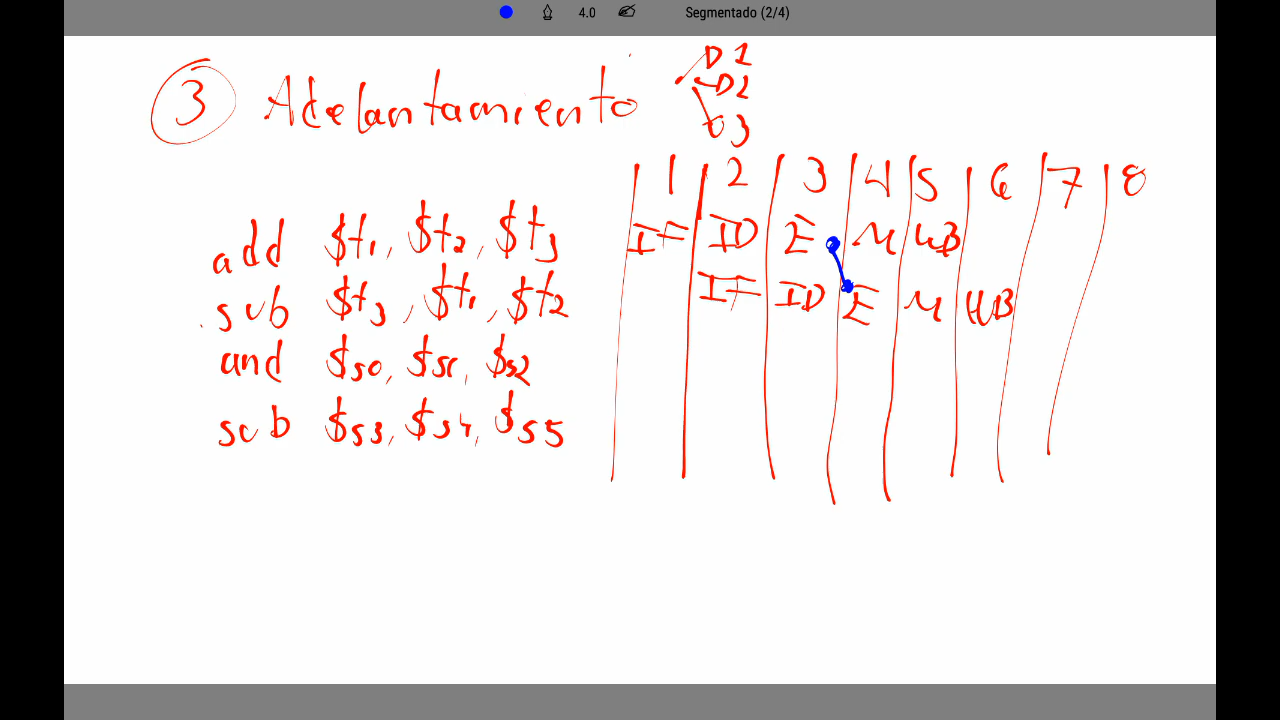 4.0 Segmentado (2/4)
3 Adelantamiento D1
D2
D3
1 2 3 4 5 6 7 8
add $t1, $t2, $t3 IF ID E M WB
sub $t3, $t1, $t2 IF ID E M WB
and $s0, $s1, $s2
sub $s3, $s4, $s5